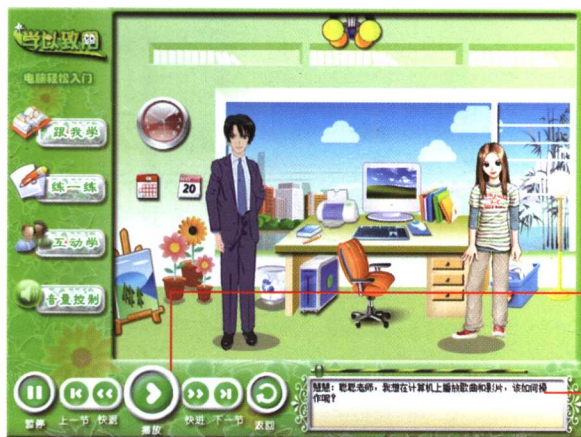 学以致用
电脑轻松入门
跟我学
练一练
互动学
音量控制
20
暂停
上一节
快退
播放
快进
下一节
返回
慧慧：聪聪老师，我想在计算机上播放歌曲和影片，该如何操
作呢？